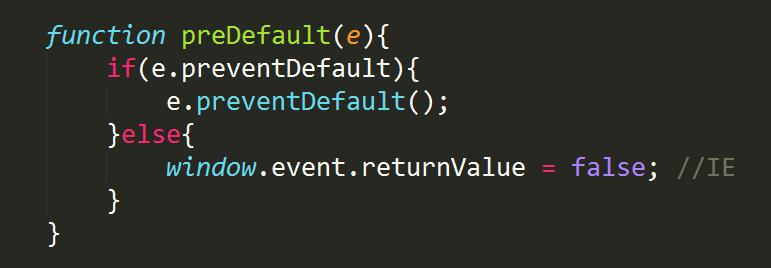 function preDefault(e){
    if(e.preventDefault){
        e.preventDefault();
    }else{
        window.event.returnValue = false; //IE
    }
}